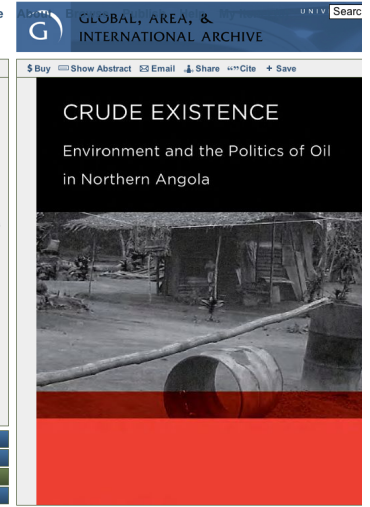 GLOBAL, AREA, &
INTERNATIONAL ARCHIVE
UNIV
Searc
$ Buy Show Abstract Email Share Cite + Save
CRUDE EXISTENCE
Environment and the Politics of Oil
in Northern Angola